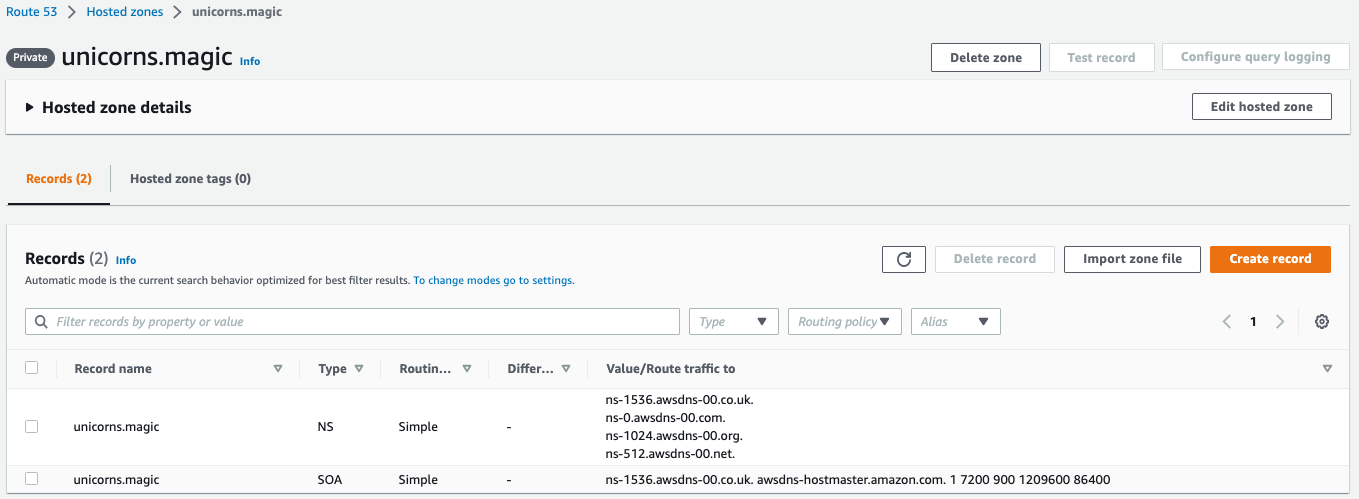 Route 53 > Hosted zones > unicorns.magic
Private unicorns.magic Info Delete zone Test record Configure query logging
Hosted zone details Edit hosted zone
Records (2) Hosted zone tags (0)
Records (2) Info Delete record Import zone file Create record
Automatic mode is the current search behavior optimized for best filter results. To change modes go to settings.
Filter records by property or value Type Routing policy Alias 1
Record name Type Routin... Differ... Value/Route traffic to
unicorns.magic NS Simple - ns-1536.awsdns-00.co.uk.
ns-0.awsdns-00.com.
ns-1024.awsdns-00.org.
ns-512.awsdns-00.net.
unicorns.magic SOA Simple - ns-1536.awsdns-00.co.uk. awsdns-hostmaster.amazon.com. 1 7200 900 1209600 86400